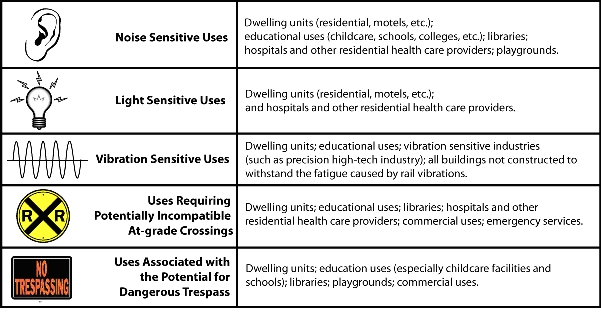 Noise Sensitive Uses
Dwelling units (residential, motels, etc.);
educational uses (childcare, schools, colleges, etc.); libraries;
hospitals and other residential health care providers; playgrounds.
Light Sensitive Uses
Dwelling units (residential, motels, etc.);
and hospitals and other residential health care providers.
Vibration Sensitive Uses
Dwelling units; educational uses; vibration sensitive industries
(such as precision high-tech industry); all buildings not constructed to
withstand the fatigue caused by rail vibrations.
R R
Uses Requiring
Potentially Incompatible
At-grade Crossings
Dwelling units; educational uses; libraries; hospitals and other
residential health care providers; commercial uses; emergency services.
NO
TRESPASSING
Uses Associated with
the Potential for
Dangerous Trespass
Dwelling units; education uses (especially childcare facilities and
schools); libraries; playgrounds; commercial uses.